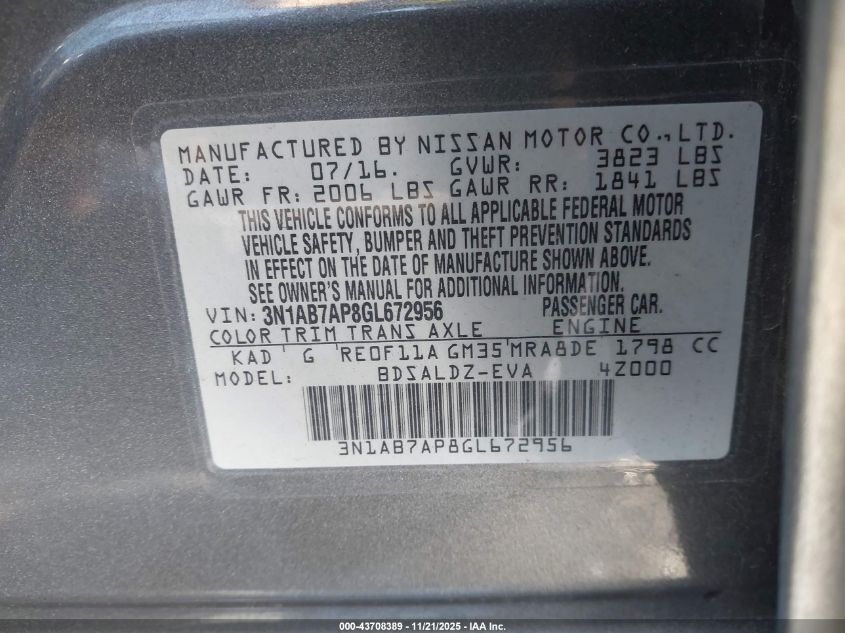 MANUFACTURED BY NISSAN MOTOR CO., LTD.
DATE: 07/16. GVWR: 3823 LBS
GAWR FR: 2006 LBS GAWR RR: 1841 LBS
THIS VEHICLE CONFORMS TO ALL APPLICABLE FEDERAL MOTOR
VEHICLE SAFETY, BUMPER AND THEFT PREVENTION STANDARDS
IN EFFECT ON THE DATE OF MANUFACTURE SHOWN ABOVE.
SEE OWNER'S MANUAL FOR ADDITIONAL INFORMATION.
VIN: 3N1AB7AP8GL672956 PASSENGER CAR.
COLOR TRIM TRANS AXLE ENGINE
KAD G RE0F11A GM35 MRA8DE 1798 CC
MODEL: BDSALDZ-EVA 4Z000
3N1AB7AP8GL672956
000-43708389 - 11/21/2025 - IAA Inc.